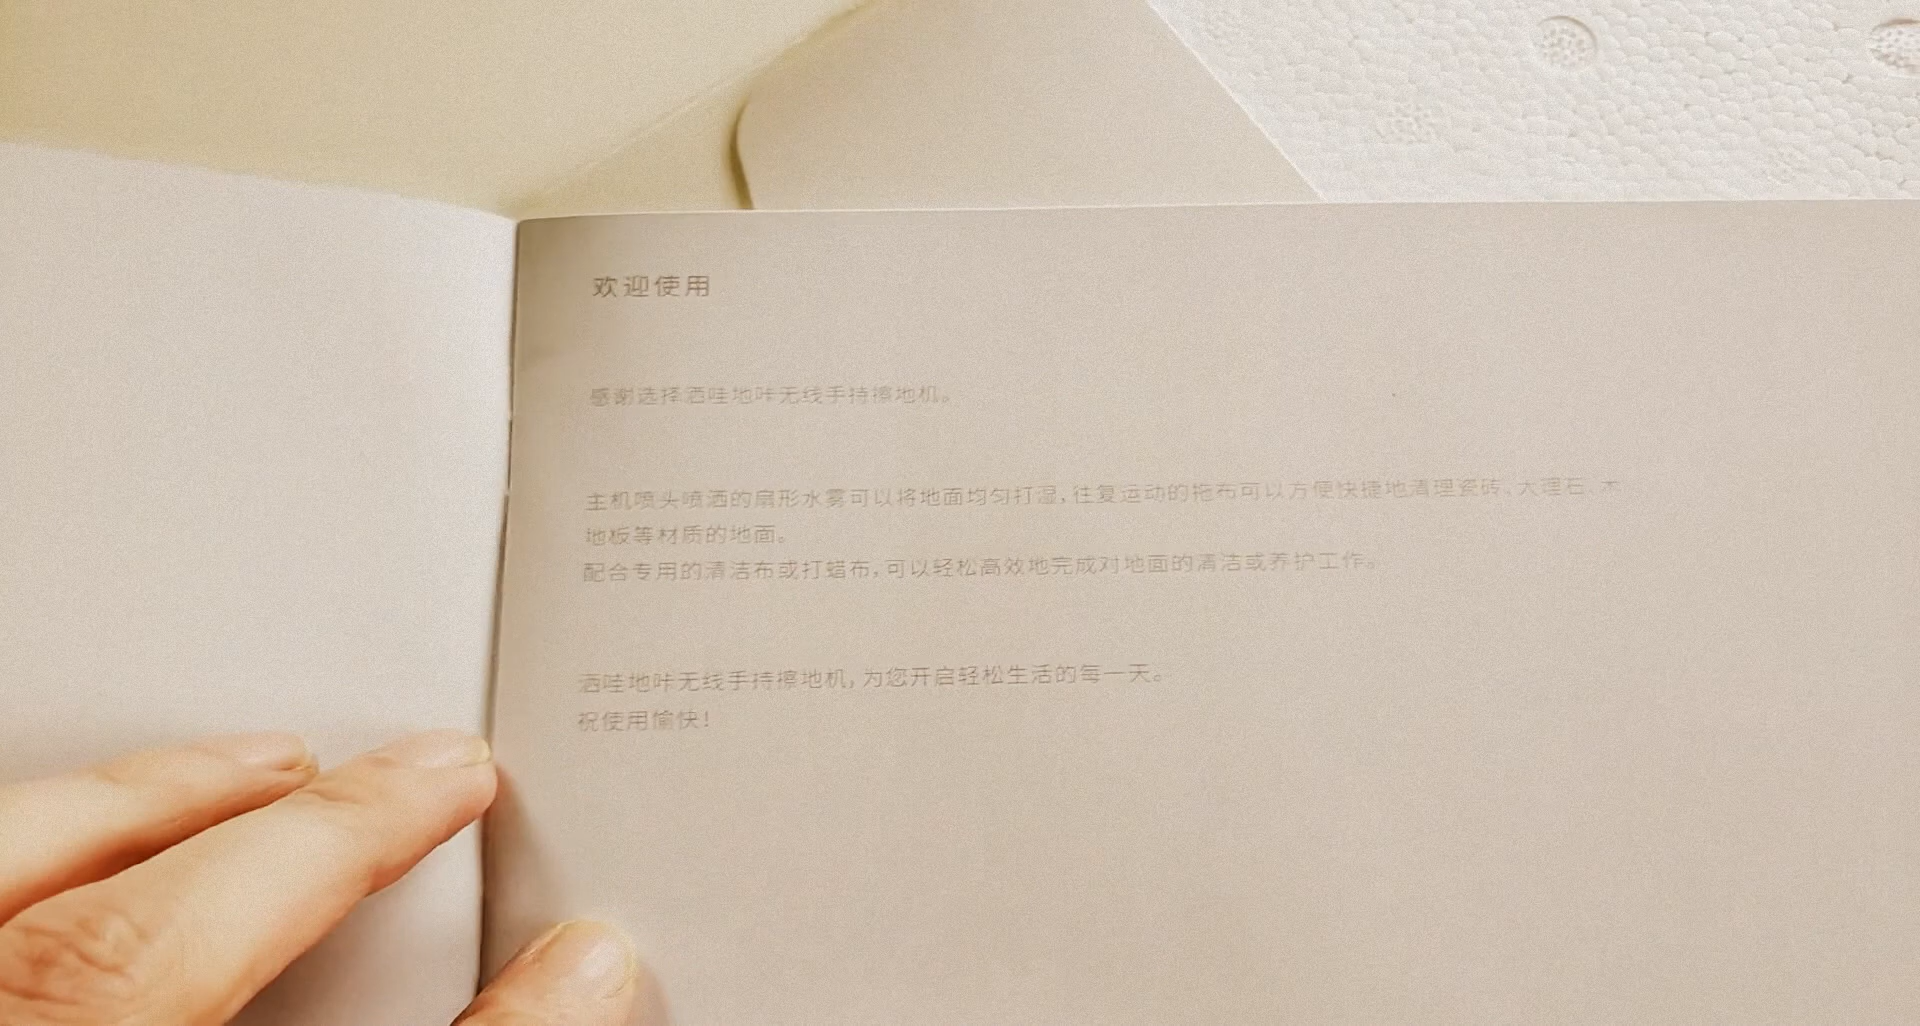 欢迎使用
感谢选择洒哇地咔无线手持擦地机。
主机喷头喷洒的扇形水雾可以将地面均匀打湿,往复运动的拖布可以方便快捷地清理瓷砖、大理石、木
地板等材质的地面。
配合专用的清洁布或打蜡布,可以轻松高效地完成对地面的清洁或养护工作。
洒哇地咔无线手持擦地机,为您开启轻松生活的每一天。
祝使用愉快!